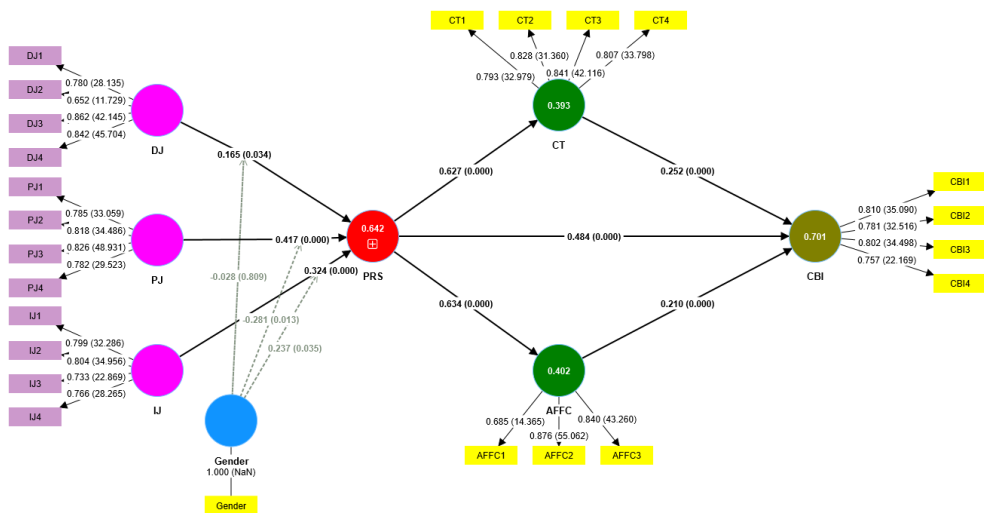 CT1
CT2
CT3
CT4
0.793 (32.979)
0.828 (31.360)
0.841 (42.116)
0.807 (33.798)
0.393
CT
DJ1
DJ2
DJ3
DJ4
0.780 (28.135)
0.652 (11.729)
0.862 (42.145)
0.842 (45.704)
DJ
PJ1
PJ2
PJ3
PJ4
0.785 (33.059)
0.818 (34.486)
0.826 (48.931)
0.782 (29.523)
PJ
IJ1
IJ2
IJ3
IJ4
0.799 (32.286)
0.804 (34.956)
0.733 (22.869)
0.766 (28.265)
IJ
0.165 (0.034)
0.417 (0.000)
0.324 (0.000)
-0.028 (0.809)
-0.281 (0.013)
0.237 (0.035)
Gender
1.000 (NaN)
Gender
0.642
PRS
0.627 (0.000)
0.484 (0.000)
0.634 (0.000)
0.252 (0.000)
0.210 (0.000)
0.402
AFFC
0.685 (14.365)
0.876 (55.062)
0.840 (43.260)
AFFC1
AFFC2
AFFC3
0.701
CBI
0.810 (35.090)
0.781 (32.516)
0.802 (34.498)
0.757 (22.169)
CBI1
CBI2
CBI3
CBI4